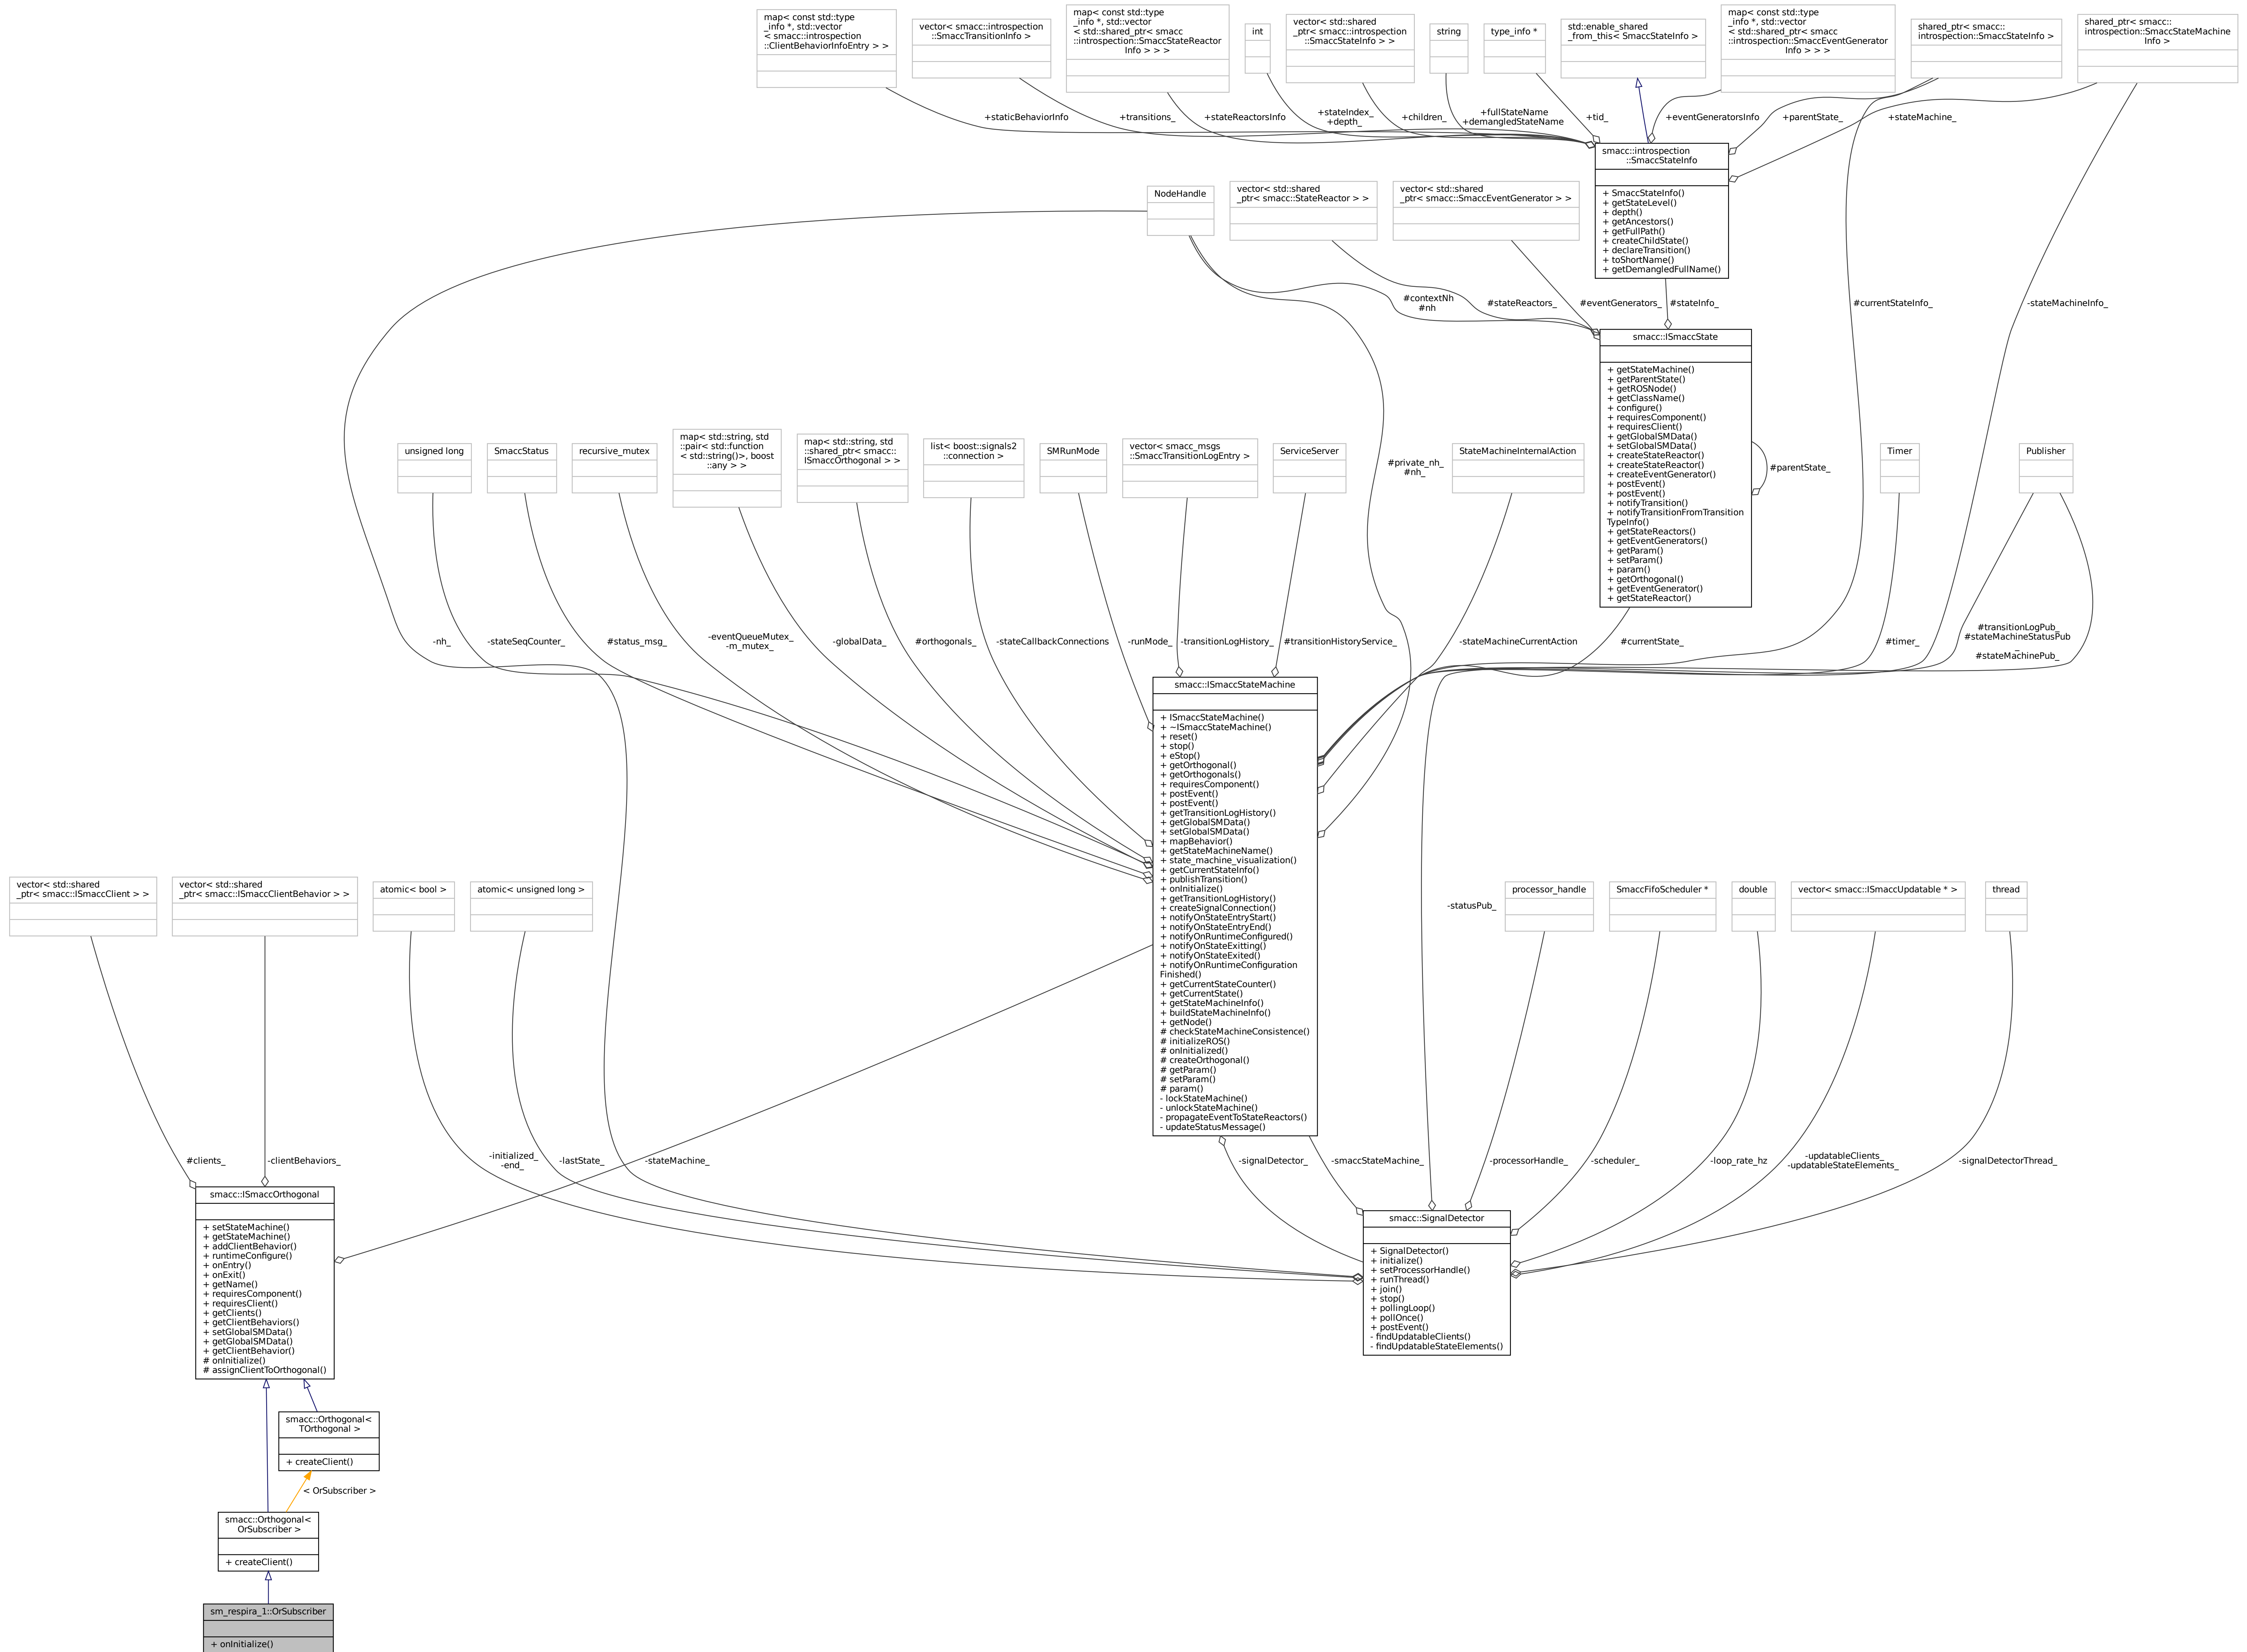 map< const std::type
_info *, std::vector
< smacc::introspection
::ClientBehaviorInfoEntry > >
vector< smacc::introspection
::SmaccTransitionInfo >
map< const std::type
_info *, std::vector
< std::shared_ptr< smacc
::introspection::SmaccStateReactor
Info > > >
int
vector< std::shared
_ptr< smacc::introspection
::SmaccStateInfo > >
string
type_info *
std::enable_shared
_from_this< SmaccStateInfo >
map< const std::type
_info *, std::vector
< std::shared_ptr< smacc
::introspection::SmaccEventGenerator
Info > > >
shared_ptr< smacc::
introspection::SmaccStateInfo >
shared_ptr< smacc::
introspection::SmaccStateMachine
Info >
+staticBehaviorInfo
+transitions_
+stateReactorsInfo
+stateIndex_
+depth_
+children_
+fullStateName
+demangledStateName
+tid_
+eventGeneratorsInfo
+parentState_
+stateMachine_
smacc::introspection
::SmaccStateInfo
+ SmaccStateInfo()
+ getStateLevel()
+ depth()
+ getAncestors()
+ getFullPath()
+ createChildState()
+ declareTransition()
+ toShortName()
+ getDemangledFullName()
NodeHandle
vector< std::shared
_ptr< smacc::StateReactor > >
vector< std::shared
_ptr< smacc::SmaccEventGenerator > >
#contextNh
#nh
#stateReactors_
#eventGenerators_
#stateInfo_
#currentStateInfo_
-stateMachineInfo_
smacc::ISmaccState
+ getStateMachine()
+ getParentState()
+ getROSNode()
+ getClassName()
+ configure()
+ requiresComponent()
+ requiresClient()
+ getGlobalSMData()
+ setGlobalSMData()
+ createStateReactor()
+ createStateReactor()
+ createEventGenerator()
+ postEvent()
+ postEvent()
+ notifyTransition()
+ notifyTransitionFromTransition
TypeInfo()
+ getStateReactors()
+ getEventGenerators()
+ getParam()
+ setParam()
+ param()
+ getOrthogonal()
+ getEventGenerator()
+ getStateReactor()
#parentState_
unsigned long
SmaccStatus
recursive_mutex
map< std::string, std
::pair< std::function
< std::string()>, boost
::any > >
map< std::string, std
::shared_ptr< smacc::
ISmaccOrthogonal > >
list< boost::signals2
::connection >
SMRunMode
vector< smacc_msgs
::SmaccTransitionLogEntry >
ServiceServer
#private_nh_
#nh_
StateMachineInternalAction
Timer
Publisher
-nh_
-stateSeqCounter_
#status_msg_
-eventQueueMutex_
-m_mutex_
-globalData_
#orthogonals_
-stateCallbackConnections
-runMode_
-transitionLogHistory_
#transitionHistoryService_
-stateMachineCurrentAction
#currentState_
#timer_
#transitionLogPub_
#stateMachineStatusPub
_
#stateMachinePub_
smacc::ISmaccStateMachine
+ ISmaccStateMachine()
+ ~ISmaccStateMachine()
+ reset()
+ stop()
+ eStop()
+ getOrthogonal()
+ getOrthogonals()
+ requiresComponent()
+ postEvent()
+ postEvent()
+ getTransitionLogHistory()
+ getGlobalSMData()
+ setGlobalSMData()
+ mapBehavior()
+ getStateMachineName()
+ state_machine_visualization()
+ getCurrentStateInfo()
+ publishTransition()
+ onInitialize()
+ getTransitionLogHistory()
+ createSignalConnection()
+ notifyOnStateEntryStart()
+ notifyOnStateEntryEnd()
+ notifyOnRuntimeConfigured()
+ notifyOnStateExitting()
+ notifyOnStateExited()
+ notifyOnRuntimeConfiguration
Finished()
+ getCurrentStateCounter()
+ getCurrentState()
+ getStateMachineInfo()
+ buildStateMachineInfo()
+ getNode()
# checkStateMachineConsistence()
# initializeROS()
# onInitialized()
# createOrthogonal()
# getParam()
# setParam()
# param()
- lockStateMachine()
- unlockStateMachine()
- propagateEventToStateReactors()
- updateStatusMessage()
vector< std::shared
_ptr< smacc::ISmaccClient > >
vector< std::shared
_ptr< smacc::ISmaccClientBehavior > >
atomic< bool >
atomic< unsigned long >
-statusPub_
processor_handle
SmaccFifoScheduler *
double
vector< smacc::ISmaccUpdatable * >
thread
#clients_
-clientBehaviors_
-initialized_
-end_
-lastState_
-stateMachine_
-signalDetector_
-smaccStateMachine_
-processorHandle_
-scheduler_
-loop_rate_hz
-updatableClients_
-updatableStateElements_
-signalDetectorThread_
smacc::ISmaccOrthogonal
+ setStateMachine()
+ getStateMachine()
+ addClientBehavior()
+ runtimeConfigure()
+ onEntry()
+ onExit()
+ getName()
+ requiresComponent()
+ requiresClient()
+ getClients()
+ getClientBehaviors()
+ setGlobalSMData()
+ getGlobalSMData()
+ getClientBehavior()
# onInitialize()
# assignClientToOrthogonal()
smacc::SignalDetector
+ SignalDetector()
+ initialize()
+ setProcessorHandle()
+ runThread()
+ join()
+ stop()
+ pollingLoop()
+ pollOnce()
+ postEvent()
- findUpdatableClients()
- findUpdatableStateElements()
smacc::Orthogonal<
TOrthogonal >
+ createClient()
< OrSubscriber >
smacc::Orthogonal<
OrSubscriber >
+ createClient()
sm_respira_1::OrSubscriber
+ onInitialize()